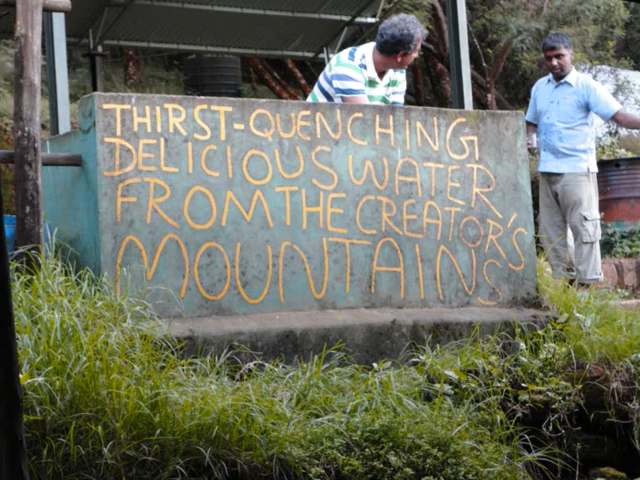 THIRST-QUENCHING
DELICIOUS WATER,
FROM THE CREATOR'S
MOUNTAINS